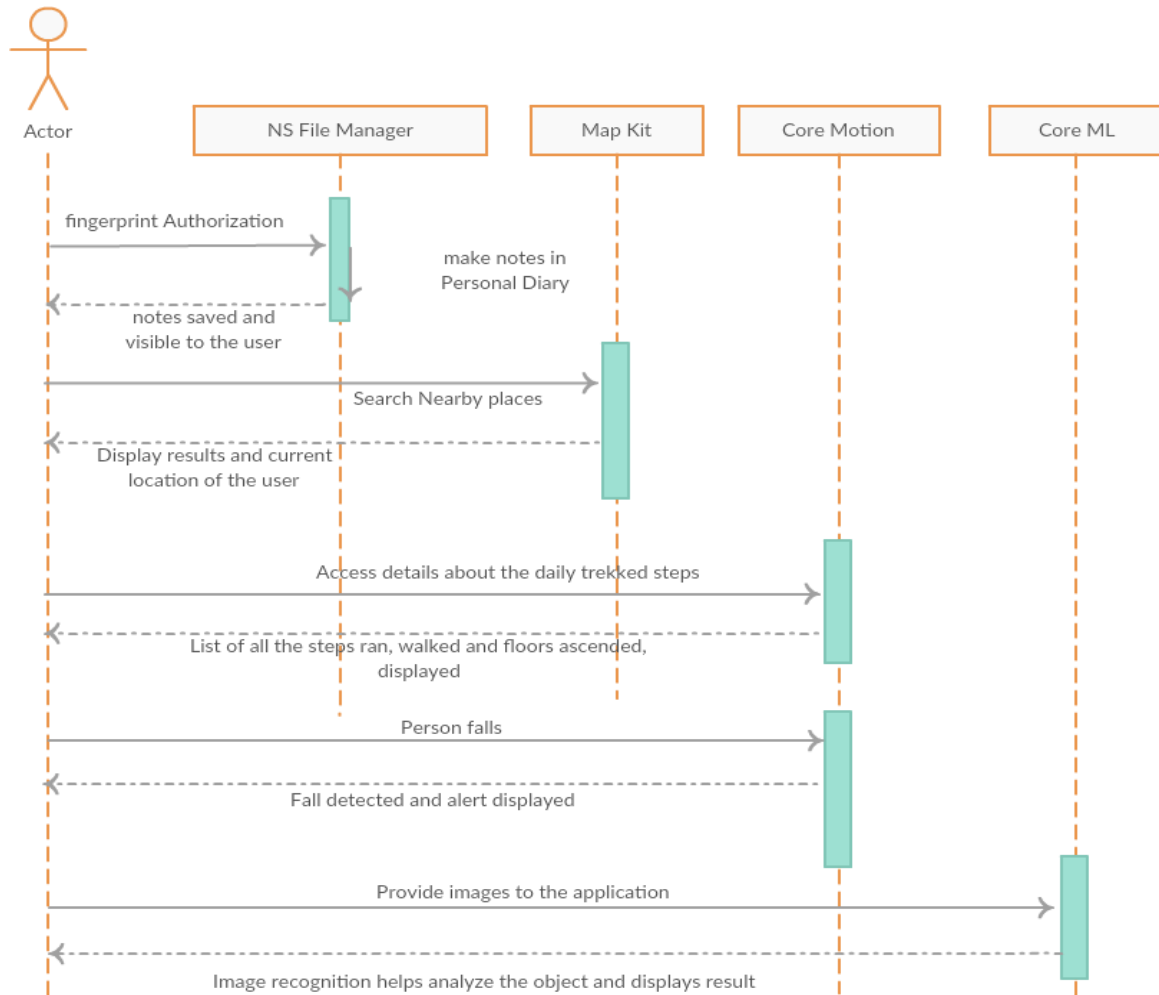 Actor
NS File Manager
Map Kit
Core Motion
Core ML
fingerprint Authorization
make notes in
Personal Diary
notes saved and
visible to the user
Search Nearby places
Display results and current
location of the user
Access details about the daily trekked steps
List of all the steps ran, walked and floors ascended,
displayed
Person falls
Fall detected and alert displayed
Provide images to the application
Image recognition helps analyze the object and displays result